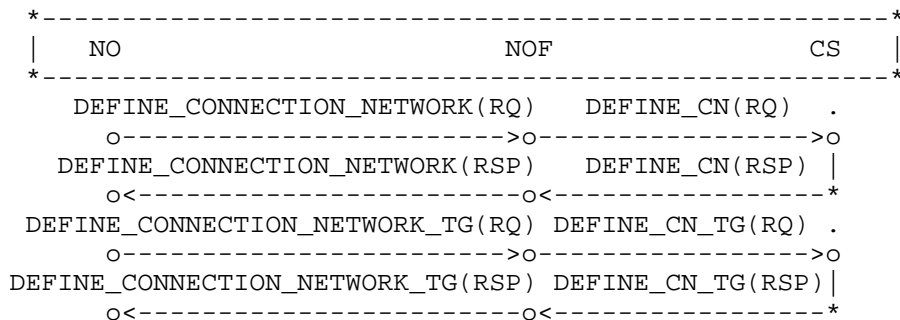 *-----------------------------------------------------*
|   NO                        NOF                CS   |
*-----------------------------------------------------*
DEFINE_CONNECTION_NETWORK(RQ)   DEFINE_CN(RQ)  .
o------------------------>o----------------->o
DEFINE_CONNECTION_NETWORK(RSP)   DEFINE_CN(RSP) |
o<------------------------o<-----------------*
DEFINE_CONNECTION_NETWORK_TG(RQ) DEFINE_CN_TG(RQ) .
o------------------------>o----------------->o
DEFINE_CONNECTION_NETWORK_TG(RSP) DEFINE_CN_TG(RSP)|
o<------------------------o<-----------------*